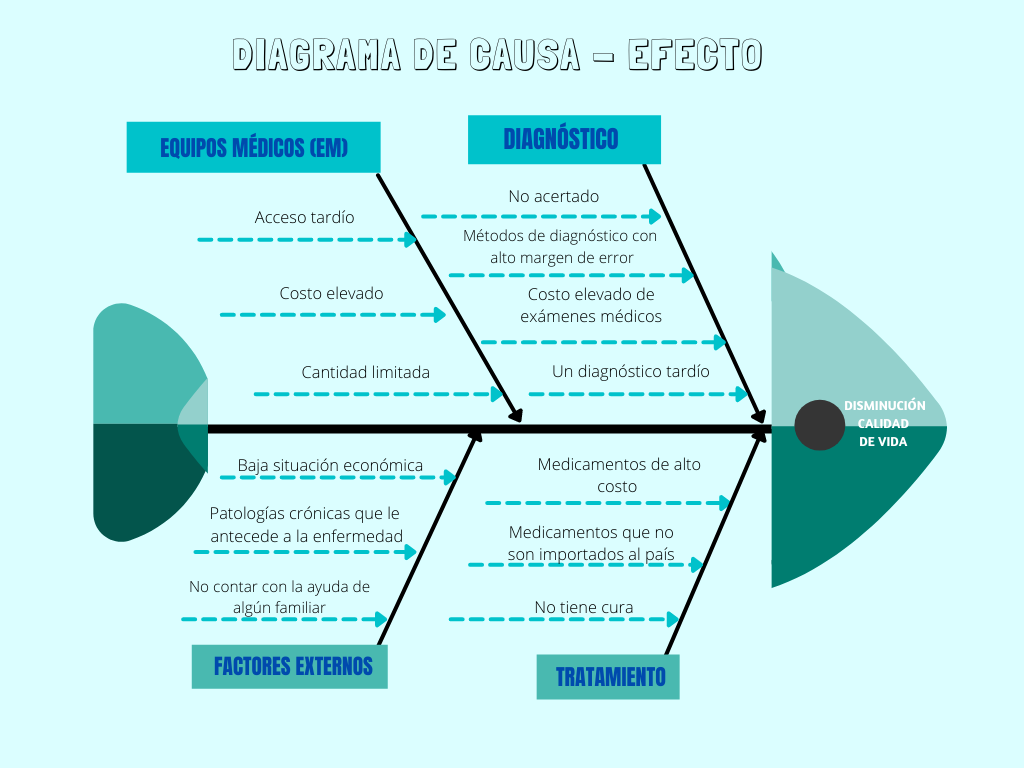 DIAGRAMA DE CAUSA - EFECTO
EQUIPOS MÉDICOS (EM)
Acceso tardío
Costo elevado
Cantidad limitada
DIAGNÓSTICO
No acertado
Métodos de diagnóstico con
alto margen de error
Costo elevado de
exámenes médicos
Un diagnóstico tardío
DISMINUCIÓN
CALIDAD
DE VIDA
Baja situación económica
Patologías crónicas que le
antecede a la enfermedad
No contar con la ayuda de
algún familiar
FACTORES EXTERNOS
Medicamentos de alto
costo
Medicamentos que no
son importados al país
No tiene cura
TRATAMIENTO